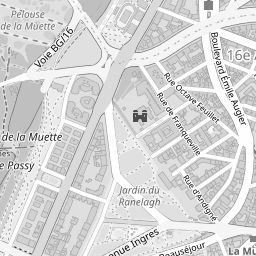 Pelouse
de la Muette
Voie BG/16
16e
Boulevard Émile Augier
Rue Octave Feuillet
Rue de Franqueville
de la Muette
e Passy
Rue d'Andigné
Jardin du
Ranelagh
enue Ingres
Beauséjour
La Mu